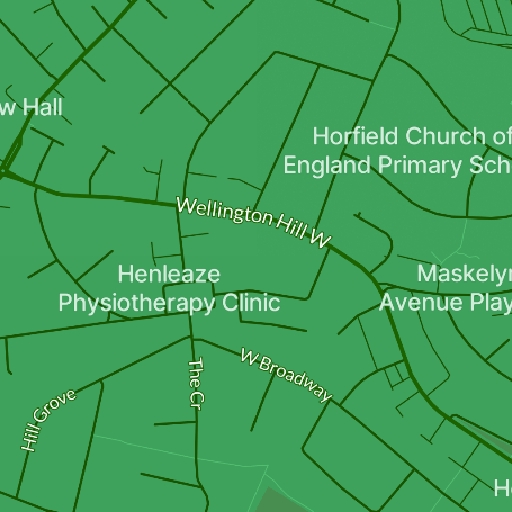 w Hall
Horfield Church of
England Primary Sch
Wellington Hill W
Henleaze
Physiotherapy Clinic
Maskelyn
Avenue Play
W Broadway
The Cr
Hill Grove
H